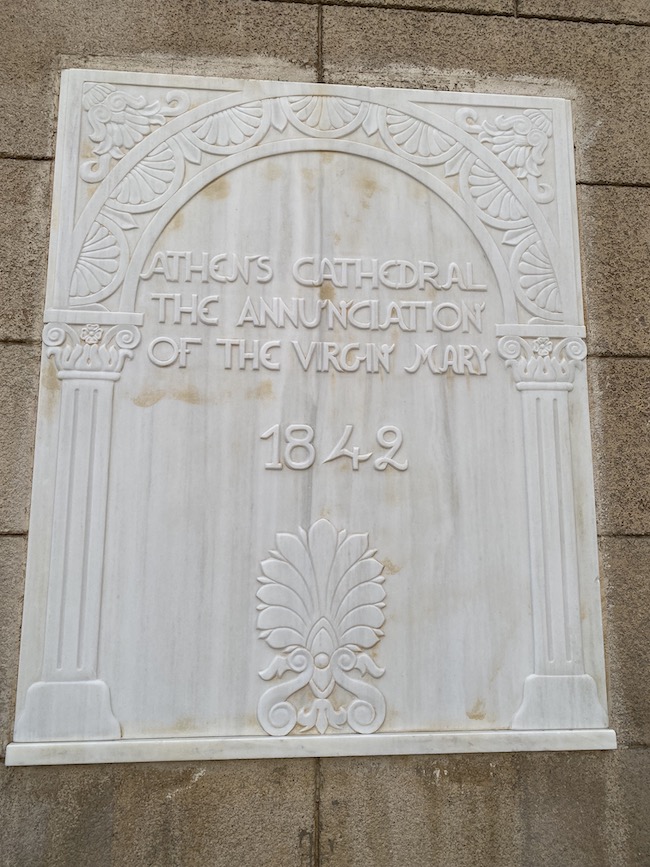 ATHENS CATHEDRAL
THE ANNUNCIATION
OF THE VIRGIN MARY
1842